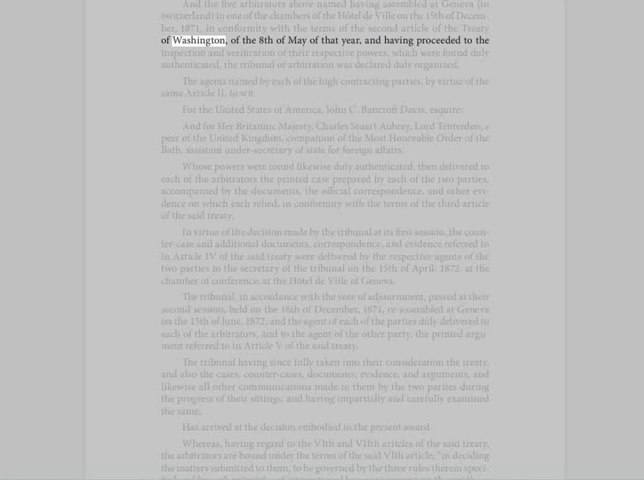 And the five arbitrators above named having assembled at Geneva (in
Switzerland) in one of the chambers of the Hôtel de Ville on the 15th of Decem-
ber, 1871, in conformity with the terms of the second article of the Treaty
of Washington, of the 8th of May of that year, and having proceeded to the
inspection and verification of their respective powers, which were found duly
authenticated, the tribunal of arbitration was declared duly organized.
The agents named by each of the high contracting parties, by virtue of the
same Article II, to wit
For the United States of America, John C. Bancroft Davis, esquire;
And for Her Britannic Majesty, Charles Stuart Aubrey, Lord Tenterden, a
peer of the United Kingdom, companion of the Most Honorable Order of the
Bath, assistant under-secretary of state for foreign affairs;
Whose powers were found likewise duly authenticated, then delivered to
each of the arbitrators the printed case prepared by each of the two parties,
accompanied by the documents, the official correspondence, and other evi-
dence on which each relied, in conformity with the terms of the third article
of the said treaty.
In virtue of the decision made by the tribunal at its first session, the coun-
ter-case and additional documents, correspondence, and evidence referred to
in Article IV of the said treaty were delivered by the respective agents of the
two parties to the secretary of the tribunal on the 15th of April, 1872, at the
chamber of conference, at the Hôtel de Ville of Geneva.
The tribunal, in accordance with the vote of adjournment, passed at their
second session, held on the 16th of December, 1871, re-assembled at Geneva
on the 15th of June, 1872; and the agent of each of the parties duly delivered to
each of the arbitrators, and to the agent of the other party, the printed argu-
ment referred to in Article V of the said treaty.
The tribunal having since fully taken into their consideration the treaty,
and also the cases, counter-cases, documents, evidence, and arguments, and
likewise all other communications made to them by the two parties during
the progress of their sittings, and having impartially and carefully examined
the same,
Has arrived at the decision embodied in the present award
Whereas, having regard to the VIth and VIIth articles of the said treaty,
the arbitrators are bound under the terms of the said VIth article, "in deciding
the matters submitted to them, to be governed by the three rules therein speci-